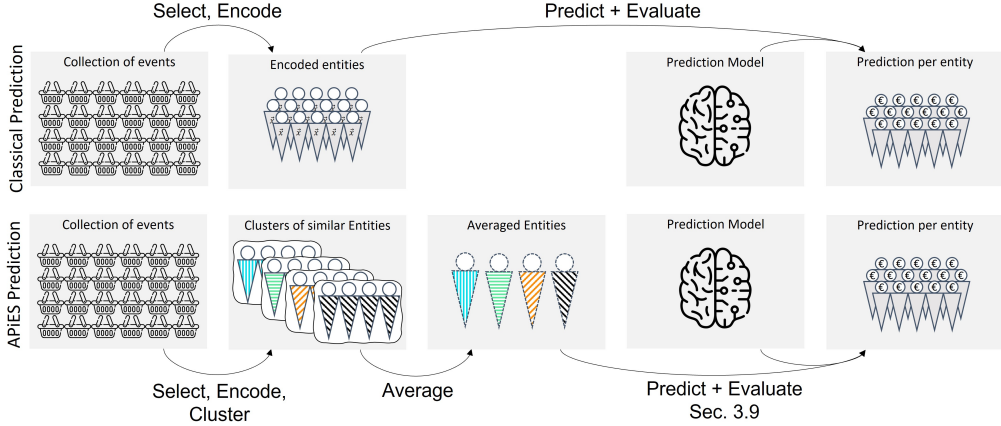 Select, Encode
Predict + Evaluate
Classical Prediction
Collection of events
Encoded entities
Prediction Model
Prediction per entity
€ € € € €
€ € € € € €
€ € € € €
APiES Prediction
Collection of events
Clusters of similar Entities
Averaged Entities
Prediction Model
Prediction per entity
€ € € € €
€ € € € € €
€ € € € €
Select, Encode,
Cluster
Average
Predict + Evaluate
Sec. 3.9